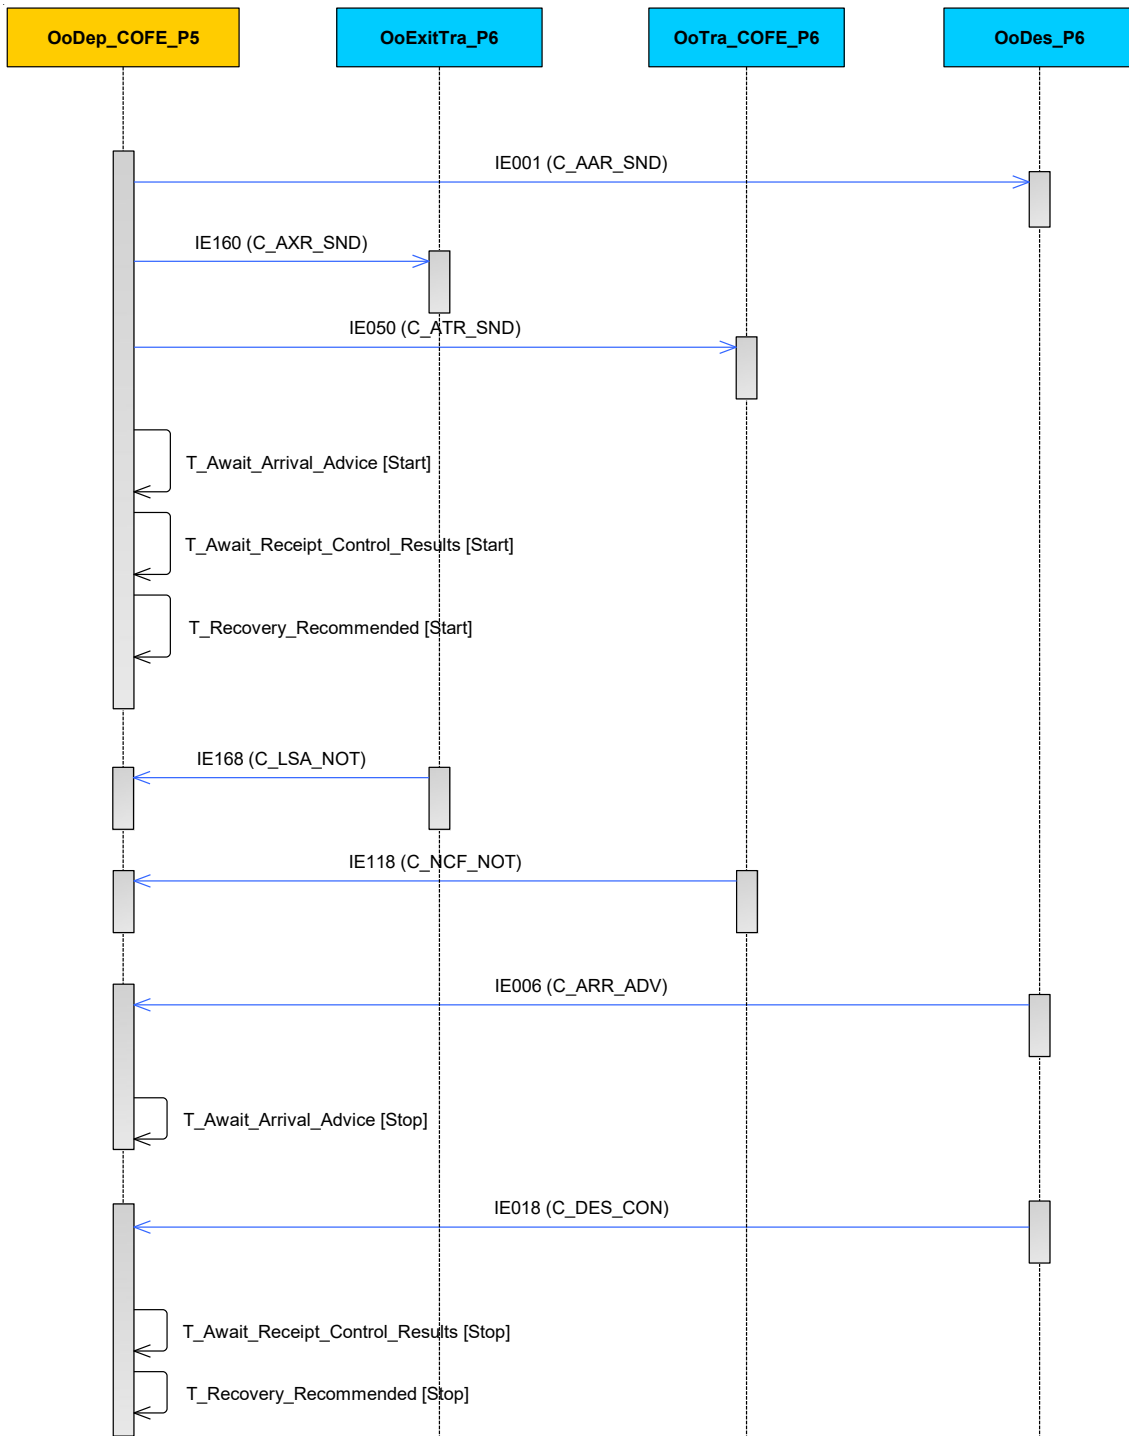 OoDep_COFE_P5
OoExitTra_P6
OoTra_COFE_P6
OoDes_P6
IE001 (C_AAR_SND)
IE160 (C_AXR_SND)
IE050 (C_ATR_SND)
T_Await_Arrival_Advice [Start]
T_Await_Receipt_Control_Results [Start]
T_Recovery_Recommended [Start]
IE168 (C_LSA_NOT)
IE118 (C_NCF_NOT)
IE006 (C_ARR_ADV)
T_Await_Arrival_Advice [Stop]
IE018 (C_DES_CON)
T_Await_Receipt_Control_Results [Stop]
T_Recovery_Recommended [Stop]